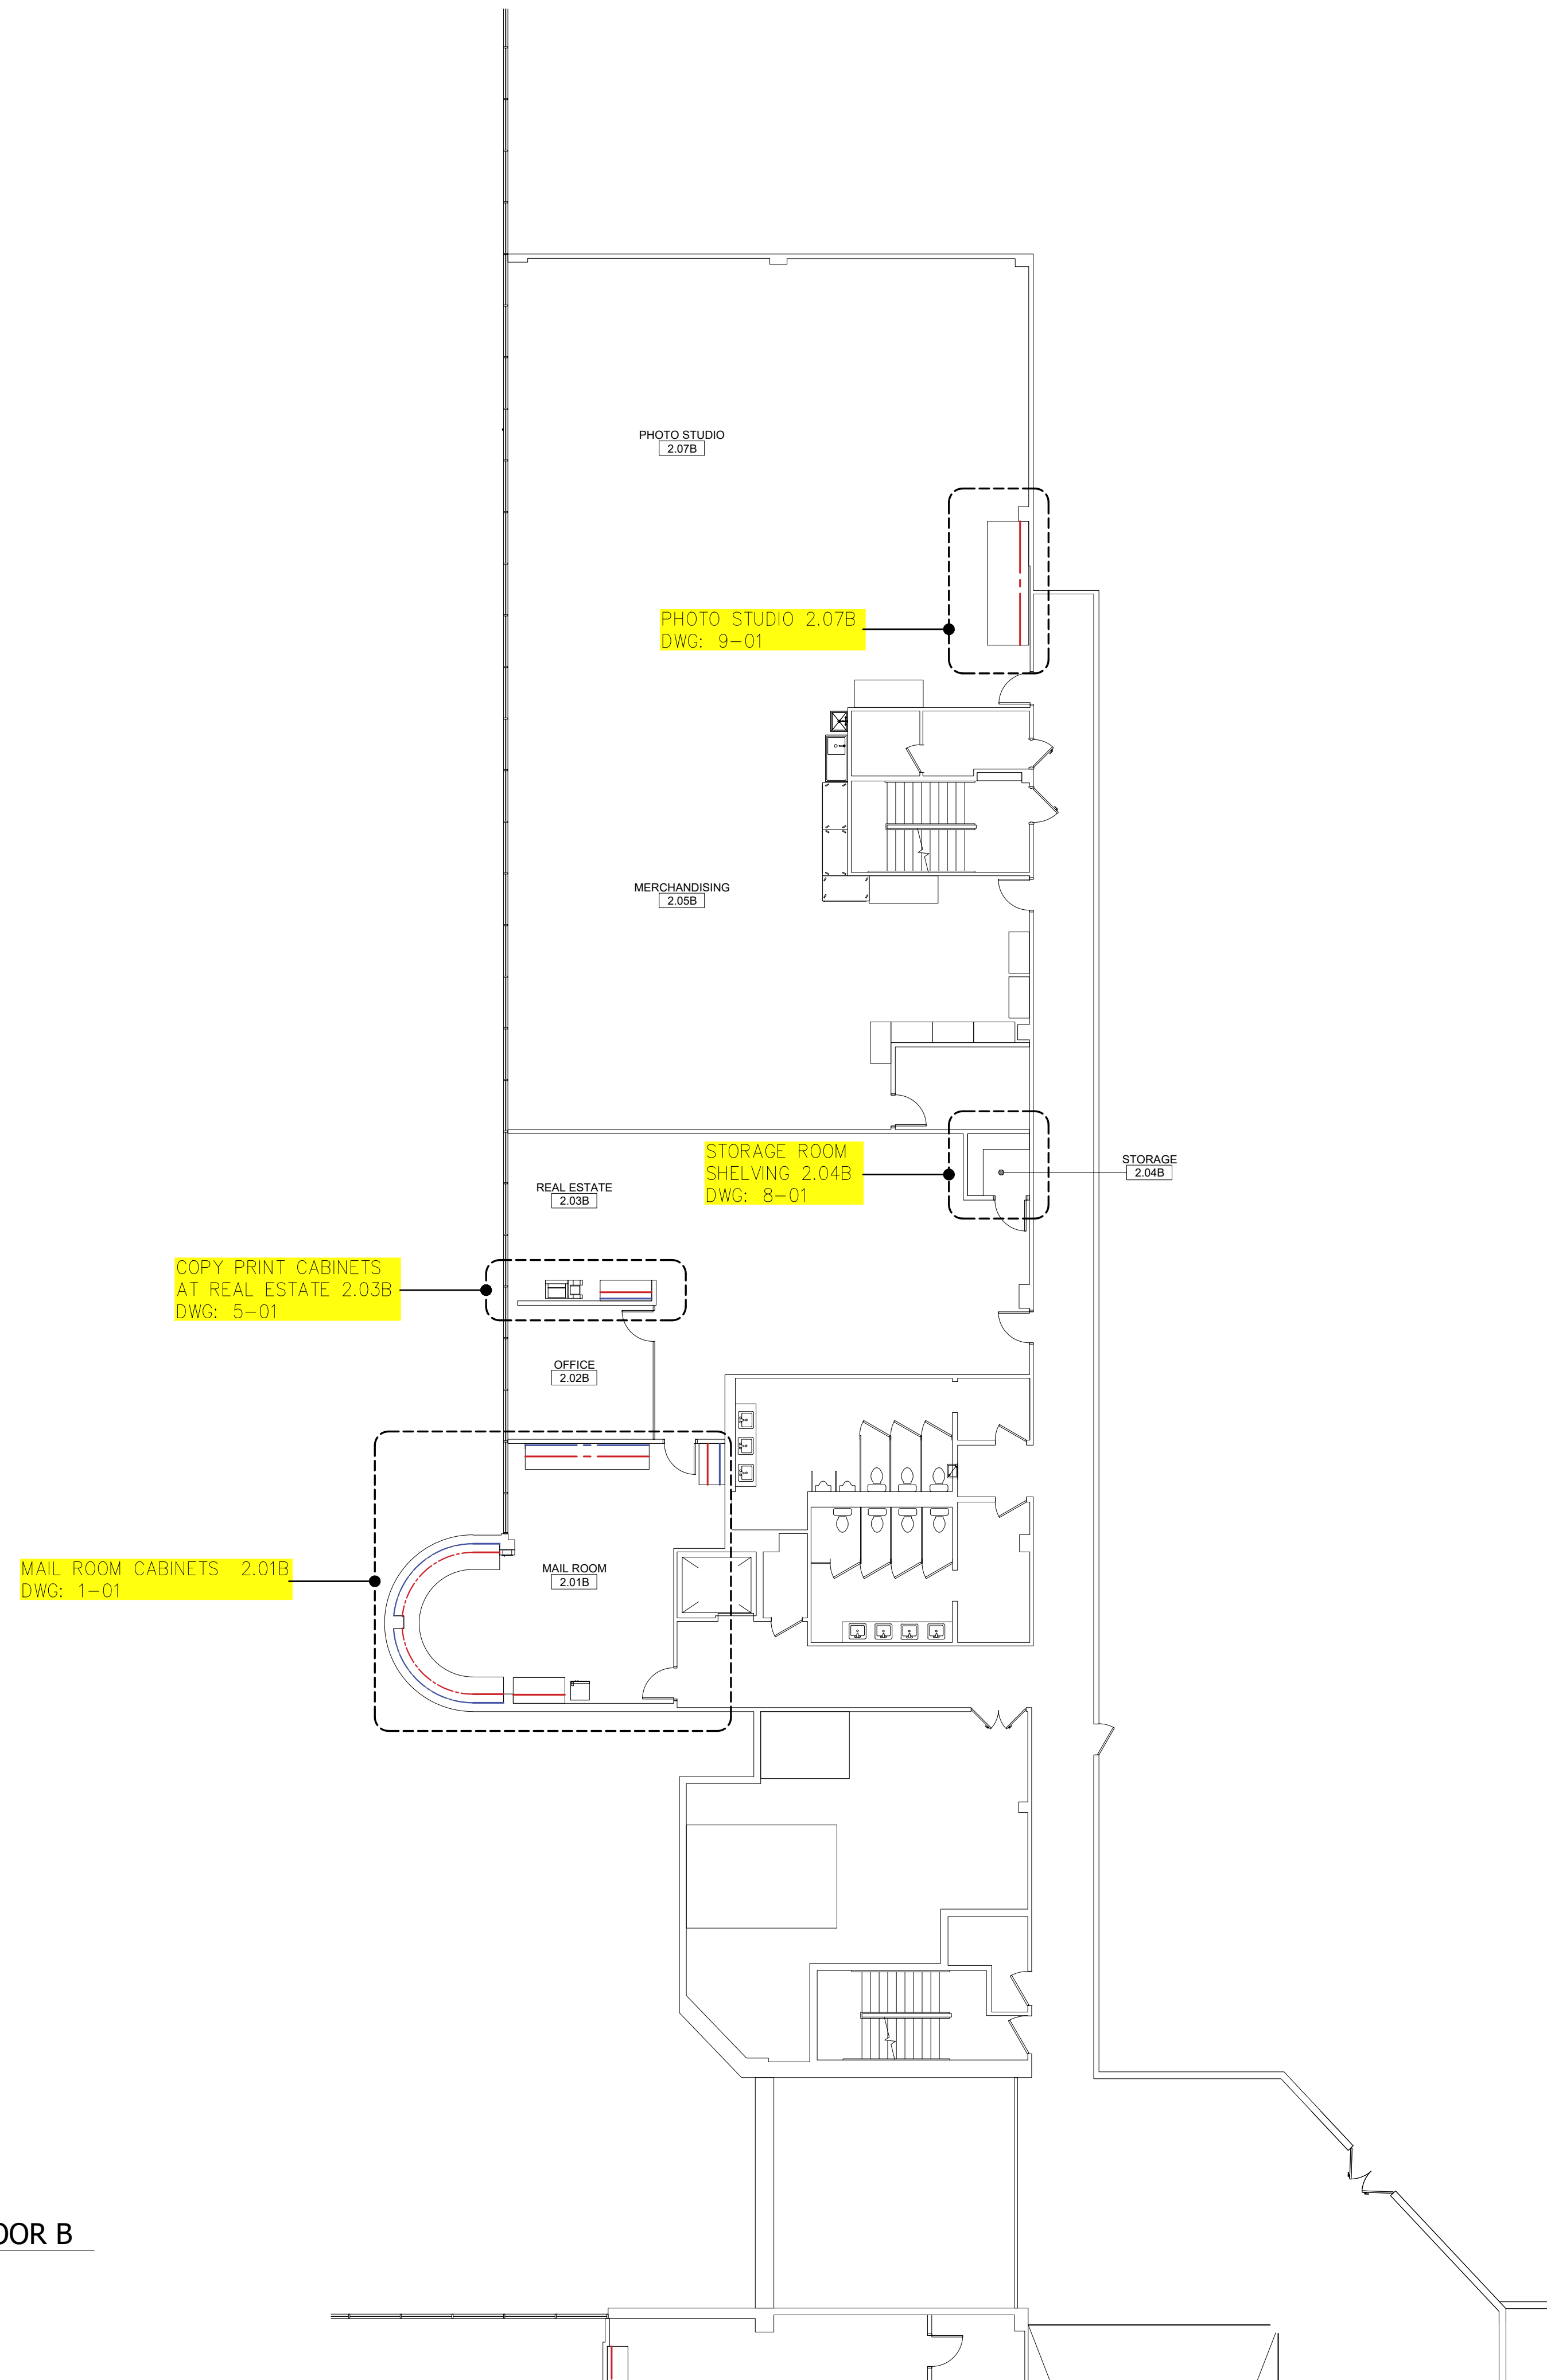 PHOTO STUDIO
2.07B
PHOTO STUDIO 2.07B
DWG: 9-01
MERCHANDISING
2.05B
STORAGE ROOM
SHELVING 2.04B
DWG: 8-01
STORAGE
2.04B
REAL ESTATE
2.03B
COPY PRINT CABINETS
AT REAL ESTATE 2.03B
DWG: 5-01
OFFICE
2.02B
MAIL ROOM CABINETS 2.01B
DWG: 1-01
MAIL ROOM
2.01B
OOR B